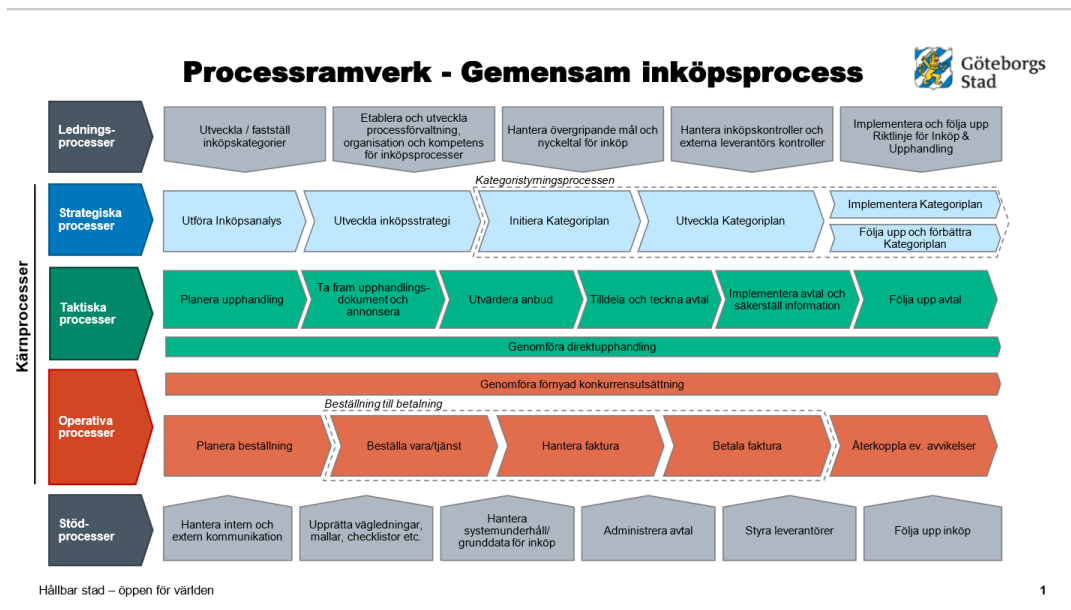 Processramverk - Gemensam inköpsprocess
Göteborgs
Stad
Lednings-
processer
Utveckla / fastställ
inköpskategorier
Etablera och utveckla
processförvaltning,
organisation och kompetens
för inköpsprocesser
Hantera övergripande mål och
nyckeltal för inköp
Hantera inköpskontroller och
externa leverantörs kontroller
Implementera och följa upp
Riktlinje för Inköp &
Upphandling
Kärnprocesser
Kategoristyrningsprocessen
Strategiska
processer
Utföra Inköpsanalys
Utveckla inköpsstrategi
Initiera Kategoriplan
Utveckla Kategoriplan
Implementera Kategoriplan
Följa upp och förbättra
Kategoriplan
Taktiska
processer
Planera upphandling
Ta fram upphandlings-
dokument och
annonsera
Utvärdera anbud
Tilldela och teckna avtal
Implementera avtal och
säkerställ information
Följa upp avtal
Genomföra direktupphandling
Operativa
processer
Genomföra förnyad konkurrensutsättning
Beställning till betalning
Planera beställning
Beställa vara/tjänst
Hantera faktura
Betala faktura
Återkoppla ev. avvikelser
Stöd-
processer
Hantera intern och
extern kommunikation
Upprätta vägledningar,
mallar, checklistor etc.
Hantera
systemunderhåll/
grunddata för inköp
Administrera avtal
Styra leverantörer
Följa upp inköp
Hållbar stad – öppen för världen
1